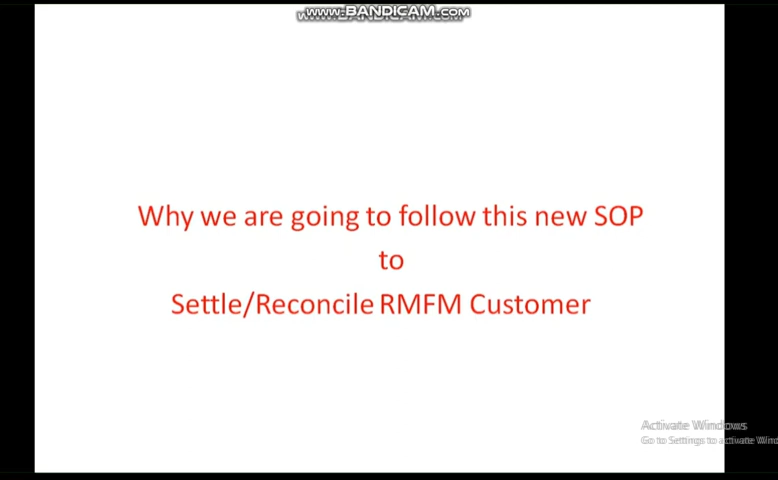 www.BANDICAM.com
Why we are going to follow this new SOP
to
Settle/Reconcile RMFM Customer
Activate Windows
Go to Settings to activate Wind